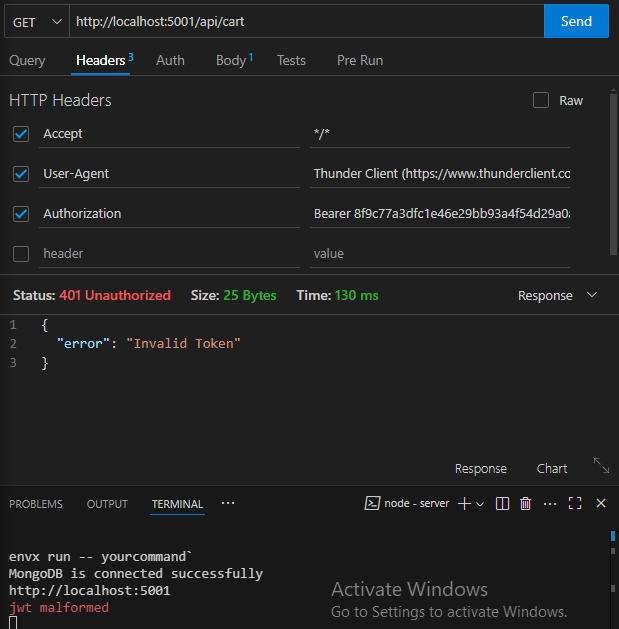 GET http://localhost:5001/api/cart Send
Query Headers 3 Auth Body 1 Tests Pre Run
HTTP Headers Raw
Accept */*
User-Agent Thunder Client (https://www.thunderclient.co
Authorization Bearer 8f9c77a3dfc1e46e29bb93a4f54d29a0a
header value
Status: 401 Unauthorized Size: 25 Bytes Time: 130 ms Response
1 {
2 "error": "Invalid Token"
3 }
Response Chart
PROBLEMS OUTPUT TERMINAL ··· node - server ···
envx run -- yourcommand`
MongoDB is connected successfully
http://localhost:5001
jwt malformed
Activate Windows
Go to Settings to activate Windows.